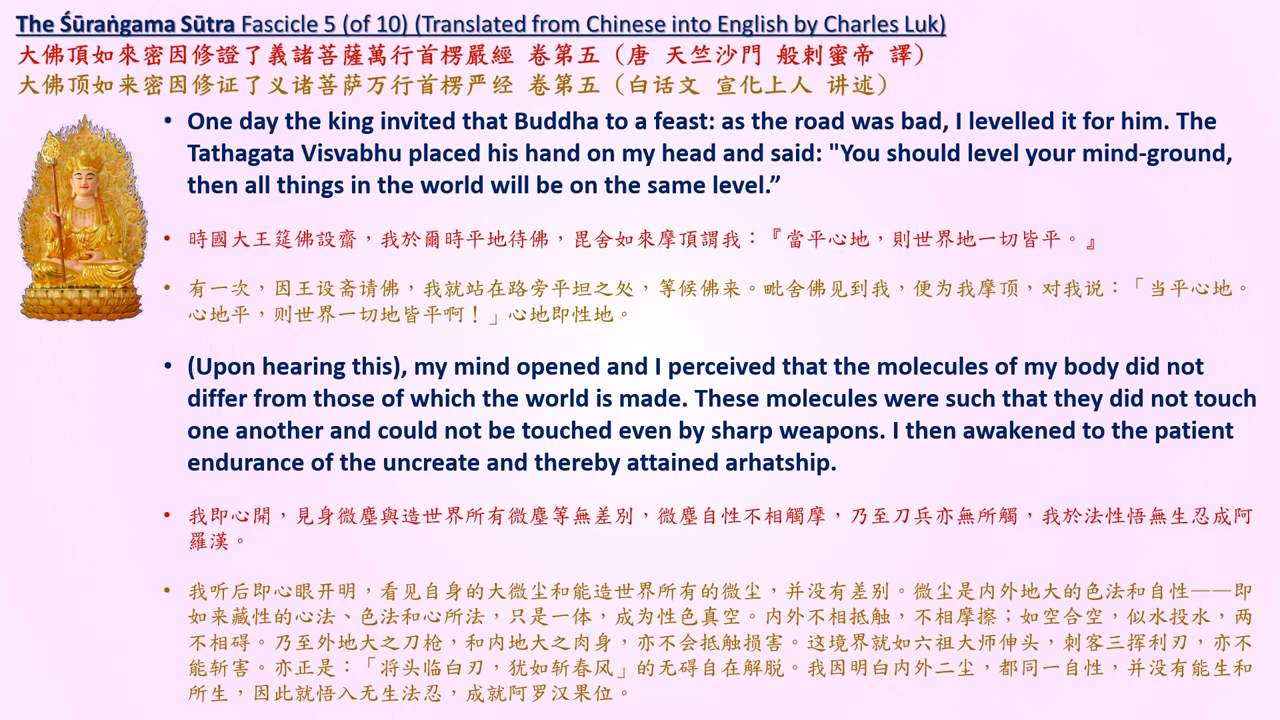 The Śūraṅgama Sūtra Fascicle 5 (of 10) (Translated from Chinese into English by Charles Luk)
大佛頂如來密因修證了義諸菩薩萬行首楞嚴經 卷第五（唐 天竺沙門 般剌蜜帝 譯）
大佛顶如来密因修证了义诸菩萨万行首楞严经 卷第五（白话文 宣化上人 讲述）
• One day the king invited that Buddha to a feast: as the road was bad, I levelled it for him. The
Tathagata Visvabhu placed his hand on my head and said: "You should level your mind-ground,
then all things in the world will be on the same level.”
• 時國大王筵佛設齋，我於爾時平地待佛，毘舍如來摩頂謂我：『當平心地，則世界地一切皆平。』
• 有一次，因王设斋请佛，我就站在路旁平坦之处，等候佛来。毗舍佛见到我，便为我摩顶，对我说：「当平心地。
心地平，则世界一切地皆平啊！」心地即性地。
• (Upon hearing this), my mind opened and I perceived that the molecules of my body did not
differ from those of which the world is made. These molecules were such that they did not touch
one another and could not be touched even by sharp weapons. I then awakened to the patient
endurance of the uncreate and thereby attained arhatship.
• 我即心開，見身微塵與造世界所有微塵等無差別，微塵自性不相觸摩，乃至刀兵亦無所觸，我於法性悟無生忍成阿
羅漢。
• 我听后即心眼开明，看见自身的大微尘和能造世界所有的微尘，并没有差别。微尘是内外地大的色法和自性——即
如来藏性的心法、色法和心所法，只是一体，成为性色真空。内外不相抵触，不相摩擦；如空合空，似水投水，两
不相碍。乃至外地大之刀枪，和内地大之肉身，亦不会抵触损害。这境界就如六祖大师伸头，刺客三挥利刃，亦不
能斩害。亦正是：「将头临白刃，犹如斩春风」的无碍自在解脱。我因明白内外二尘，都同一自性，并没有能生和
所生，因此就悟入无生法忍，成就阿罗汉果位。